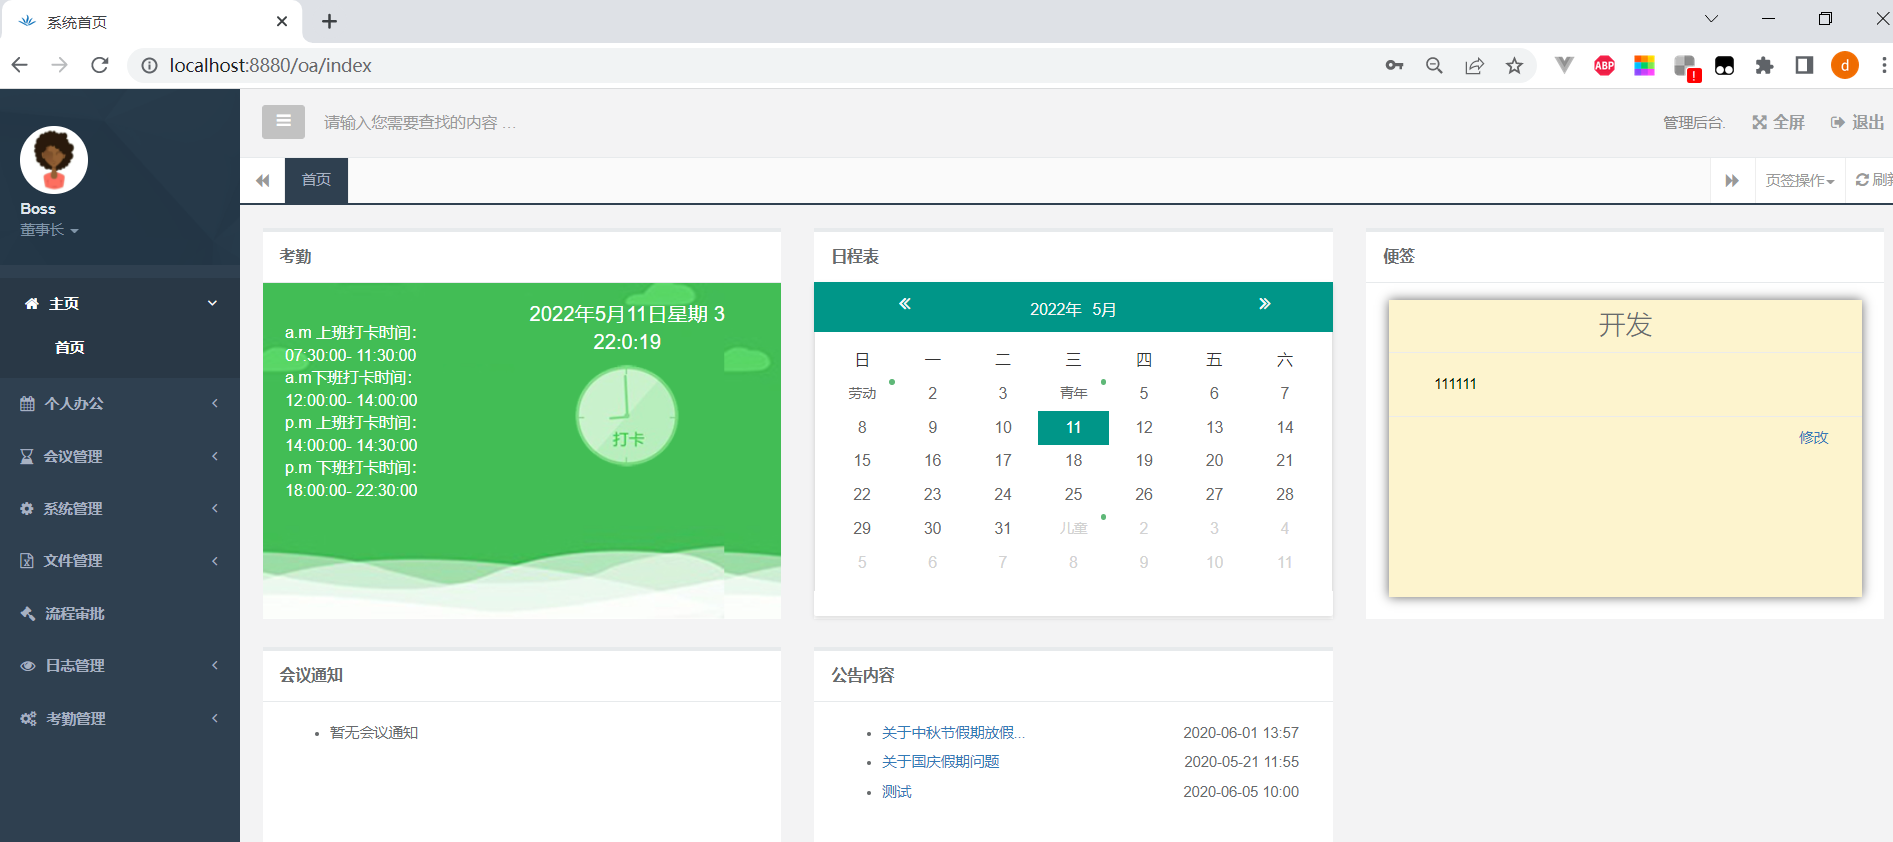 系统首页
localhost:8880/oa/index
ABP
!
d
请输入您需要查找的内容 …
管理后台.
全屏
退出
Boss
董事长
首页
页签操作
刷新
主页
首页
个人办公
会议管理
系统管理
文件管理
流程审批
日志管理
考勤管理
考勤
a.m 上班打卡时间：
07:30:00- 11:30:00
a.m下班打卡时间：
12:00:00- 14:00:00
p.m 上班打卡时间：
14:00:00- 14:30:00
p.m 下班打卡时间：
18:00:00- 22:30:00
2022年5月11日星期 3
22:0:19
打卡
日程表
2022年 5月
日 一 二 三 四 五 六
劳动 2 3 青年 5 6 7
8 9 10 11 12 13 14
15 16 17 18 19 20 21
22 23 24 25 26 27 28
29 30 31 儿童 2 3 4
5 6 7 8 9 10 11
便签
开发
111111
修改
会议通知
暂无会议通知
公告内容
关于中秋节假期放假... 2020-06-01 13:57
关于国庆假期问题 2020-05-21 11:55
测试 2020-06-05 10:00